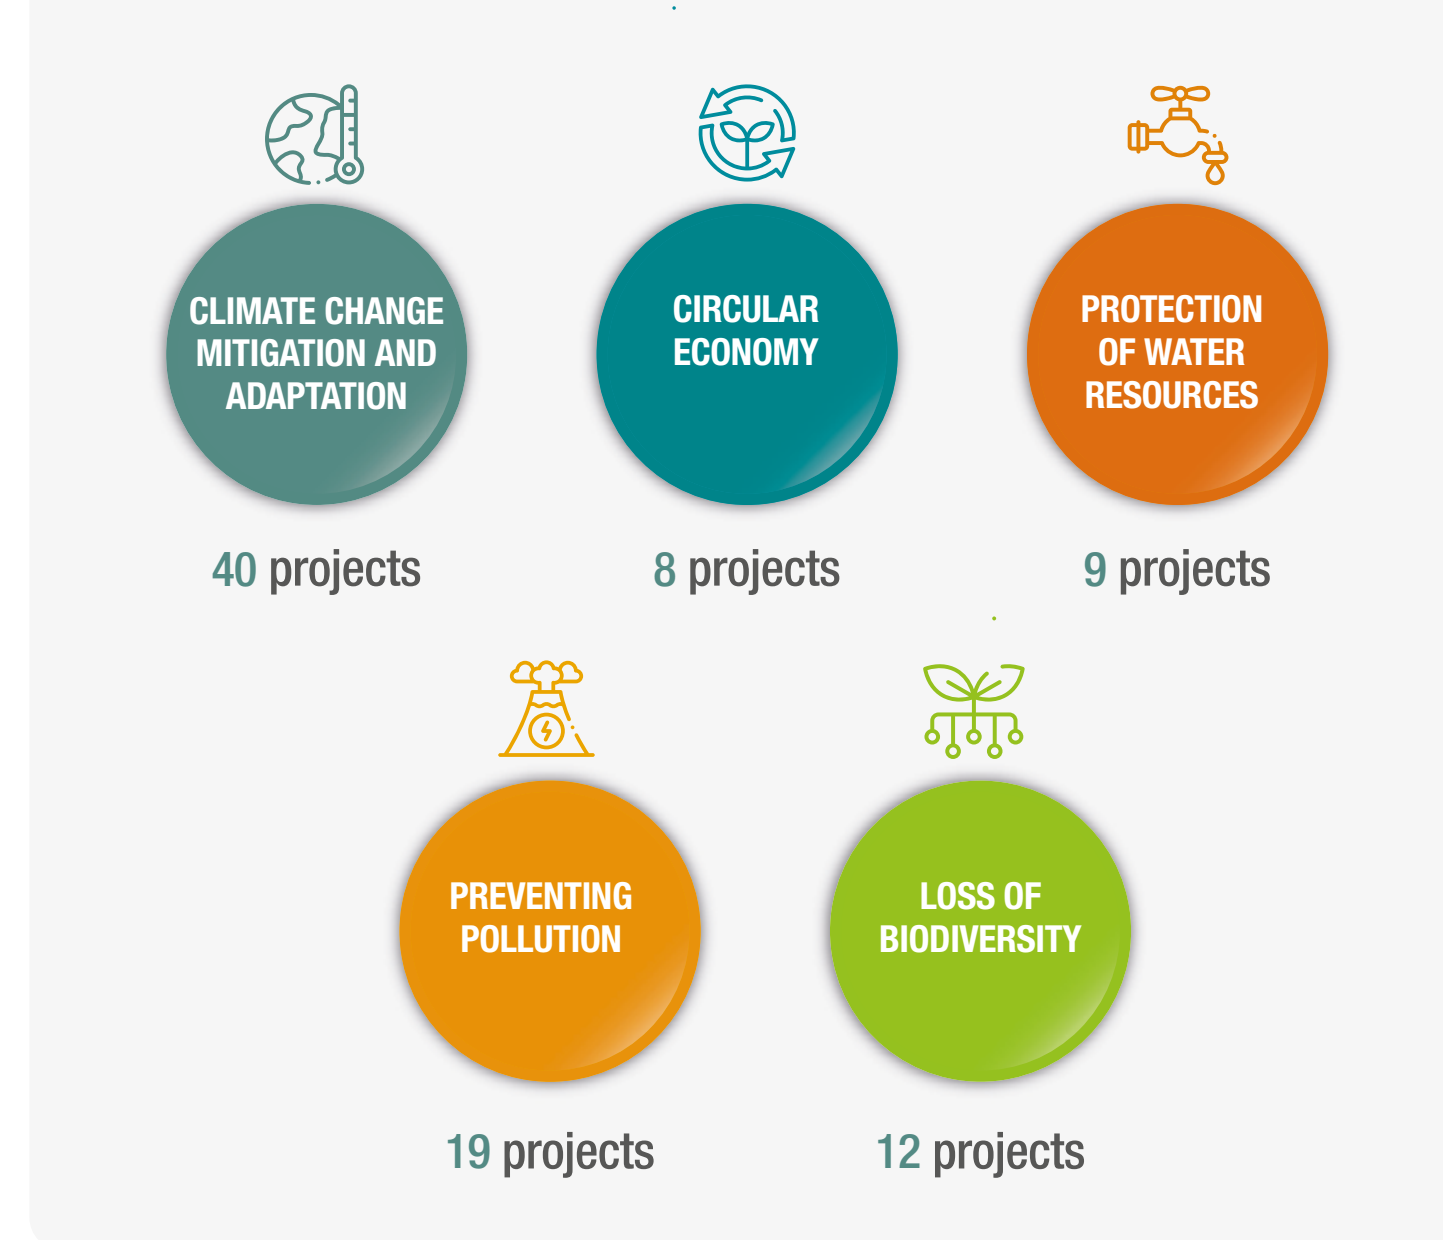 CLIMATE CHANGE
MITIGATION AND
ADAPTATION
40 projects
CIRCULAR
ECONOMY
8 projects
PROTECTION
OF WATER
RESOURCES
9 projects
PREVENTING
POLLUTION
19 projects
LOSS OF
BIODIVERSITY
12 projects